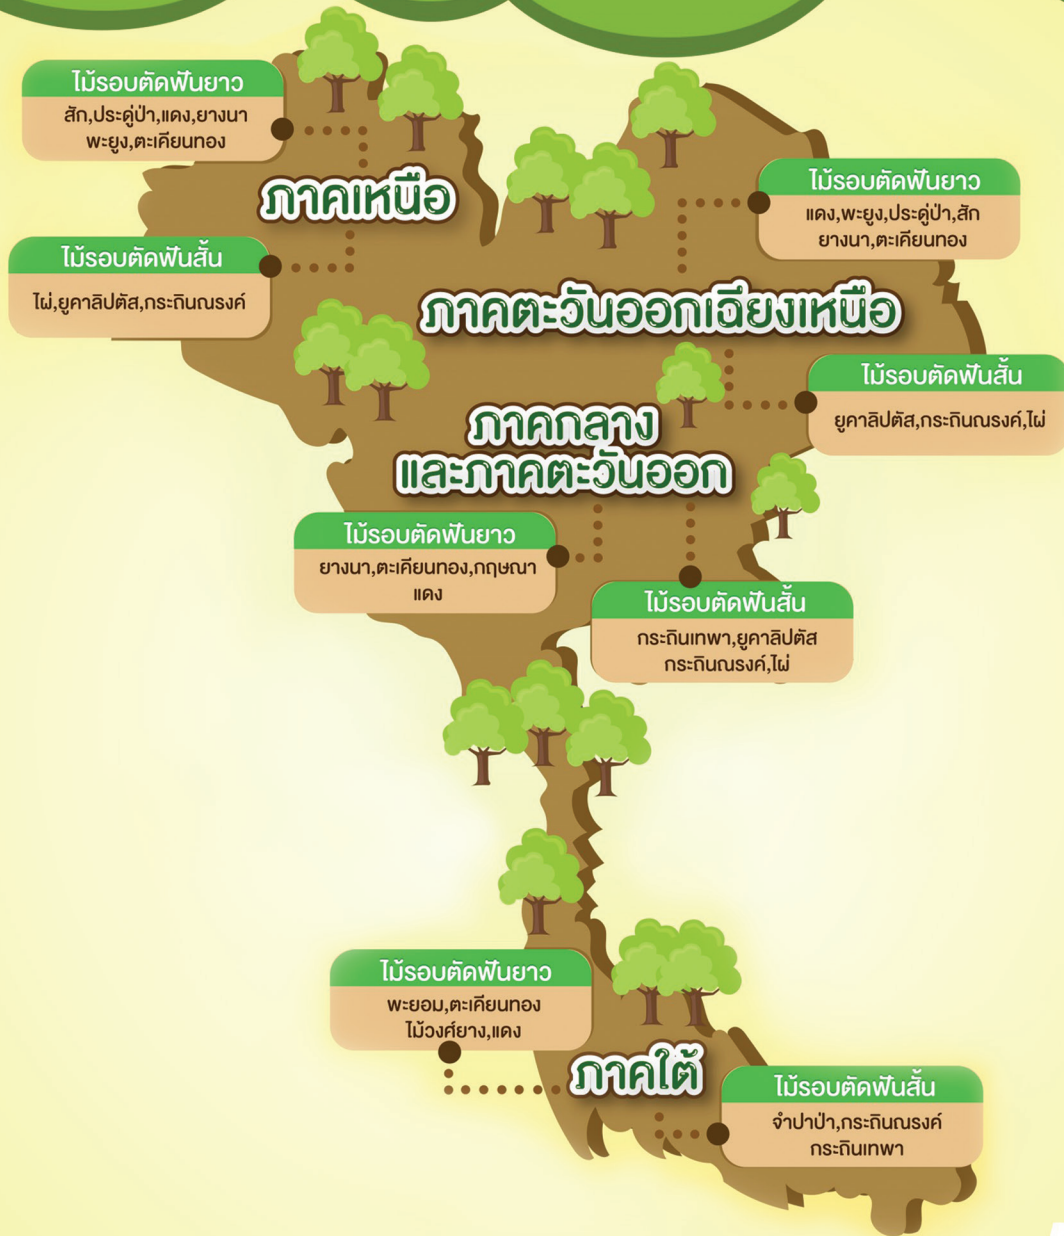 ไม้รอบตัดฟันยาว
สัก,ประดู่ป่า,แดง,ยางนา
พะยูง,ตะเคียนทอง
ภาคเหนือ
ไม้รอบตัดฟันสั้น
ไผ่,ยูคาลิปตัส,กระถินณรงค์
ไม้รอบตัดฟันยาว
แดง,พะยูง,ประดู่ป่า,สัก
ยางนา,ตะเคียนทอง
ภาคตะวันออกเฉียงเหนือ
ไม้รอบตัดฟันสั้น
ยูคาลิปตัส,กระถินณรงค์,ไผ่
ภาคกลาง
และภาคตะวันออก
ไม้รอบตัดฟันยาว
ยางนา,ตะเคียนทอง,กฤษณา
แดง
ไม้รอบตัดฟันสั้น
กระถินเทพา,ยูคาลิปตัส
กระถินณรงค์,ไผ่
ไม้รอบตัดฟันยาว
พะยอม,ตะเคียนทอง
ไม้วงศ์ยาง,แดง
ภาคใต้
ไม้รอบตัดฟันสั้น
จำปาป่า,กระถินณรงค์
กระถินเทพา